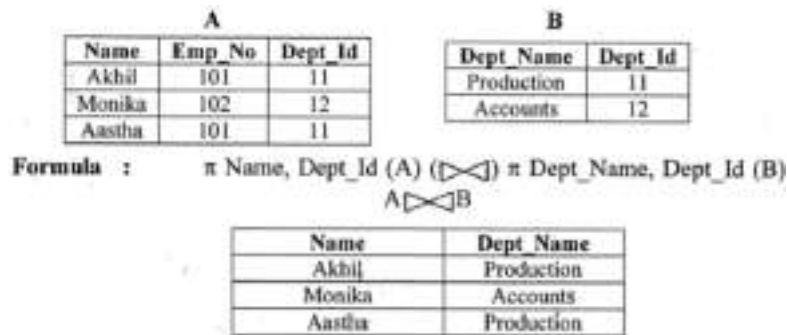 A
Name Emp_No Dept_Id
Akhil 101 11
Monika 102 12
Aastha 101 11
B
Dept_Name Dept_Id
Production 11
Accounts 12
Formula : π Name, Dept_Id (A) (⋈) π Dept_Name, Dept_Id (B)
A⋈B
Name Dept_Name
Akhil Production
Monika Accounts
Aastha Production